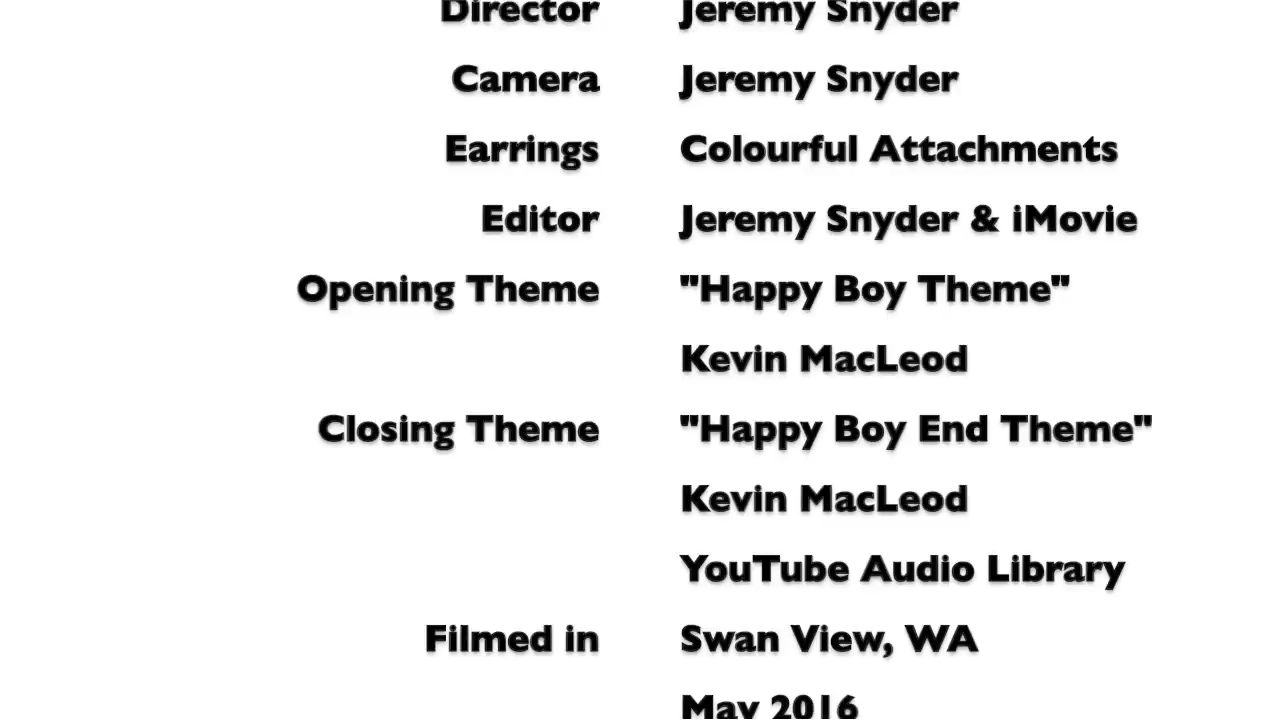 Director Jeremy Snyder
Camera Jeremy Snyder
Earrings Colourful Attachments
Editor Jeremy Snyder & iMovie
Opening Theme "Happy Boy Theme"
Kevin MacLeod
Closing Theme "Happy Boy End Theme"
Kevin MacLeod
YouTube Audio Library
Filmed in Swan View, WA
May 2016